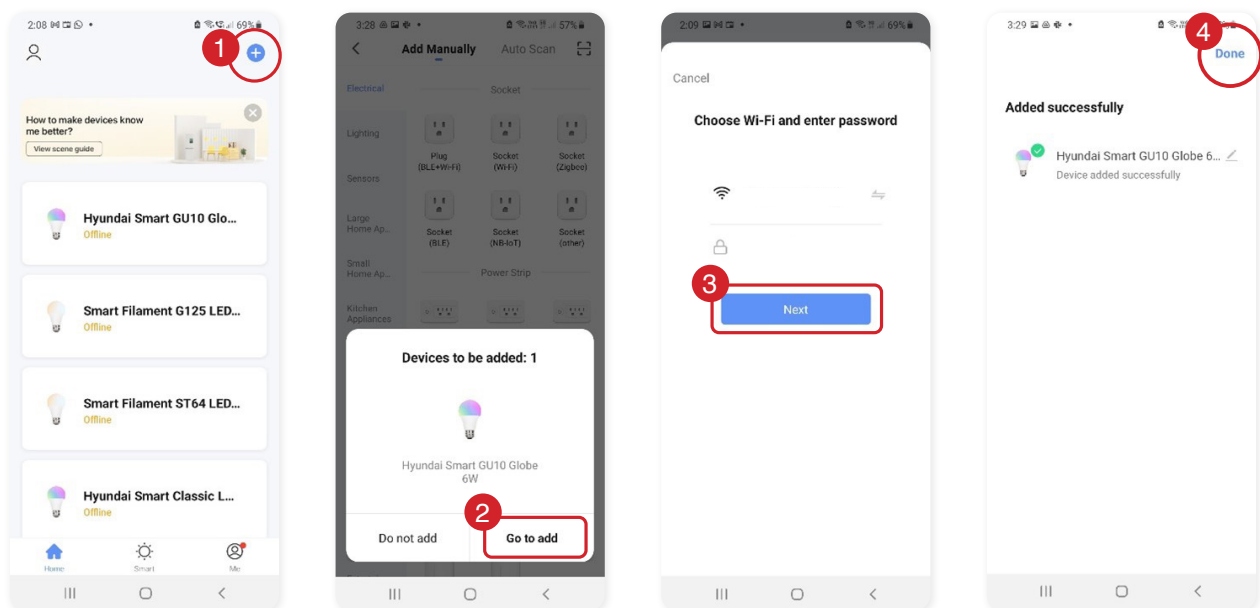 2:08
69%
1
How to make devices know
me better?
View scene guide
Hyundai Smart GU10 Glo...
Offline
Smart Filament G125 LED...
Offline
Smart Filament ST64 LED...
Offline
Hyundai Smart Classic L...
Offline
Home
Smart
Me
3:28
57%
Add Manually
Auto Scan
Electrical
Socket
Lighting
Plug
(BLE+Wi-Fi)
Socket
(Wi-Fi)
Socket
(Zigbee)
Sensors
Large
Home Ap...
Socket
(BLE)
Socket
(NB-IoT)
Socket
(other)
Small
Home Ap...
Power Strip
Kitchen
Appliances
Devices to be added: 1
Hyundai Smart GU10 Globe
6W
2
Do not add
Go to add
2:09
69%
Cancel
Choose Wi-Fi and enter password
3
Next
3:29
4
Done
Added successfully
Hyundai Smart GU10 Globe 6...
Device added successfully